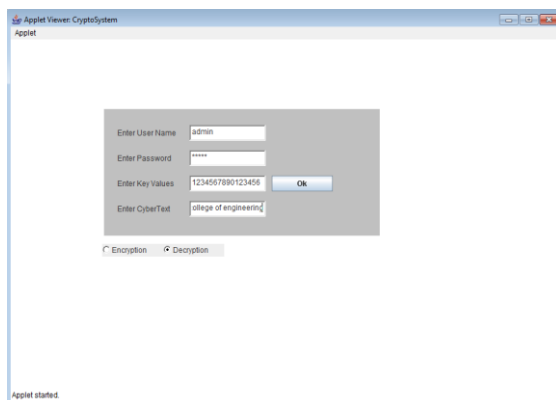 Applet Viewer: CryptoSystem
Applet
Enter User Name admin
Enter Password *****
Enter Key Values 1234567890123456 Ok
Enter CyberText ollege of engineering
Encryption Decryption
Applet started.